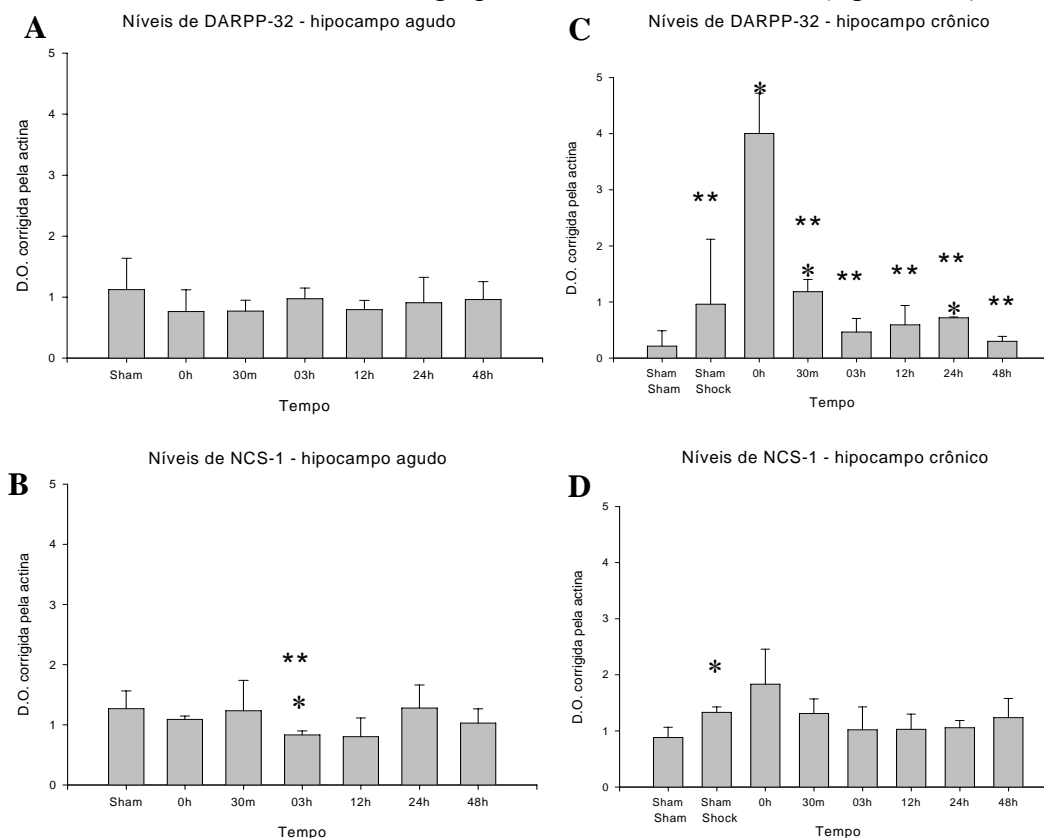 A
Níveis de DARPP-32 - hipocampo agudo
D.O. corrigida pela actina
5
4
3
2
1
0
Sham 0h 30m 03h 12h 24h 48h
Tempo
C
Níveis de DARPP-32 - hipocampo crônico
D.O. corrigida pela actina
5
4
3
2
1
0
** * ** * ** ** ** * **
Sham Sham 0h 30m 03h 12h 24h 48h
Sham Shock
Tempo
B
Níveis de NCS-1 - hipocampo agudo
D.O. corrigida pela actina
5
4
3
2
1
0
**
*
Sham 0h 30m 03h 12h 24h 48h
Tempo
D
Níveis de NCS-1 - hipocampo crônico
D.O. corrigida pela actina
5
4
3
2
1
0
*
Sham Sham 0h 30m 03h 12h 24h 48h
Sham Shock
Tempo